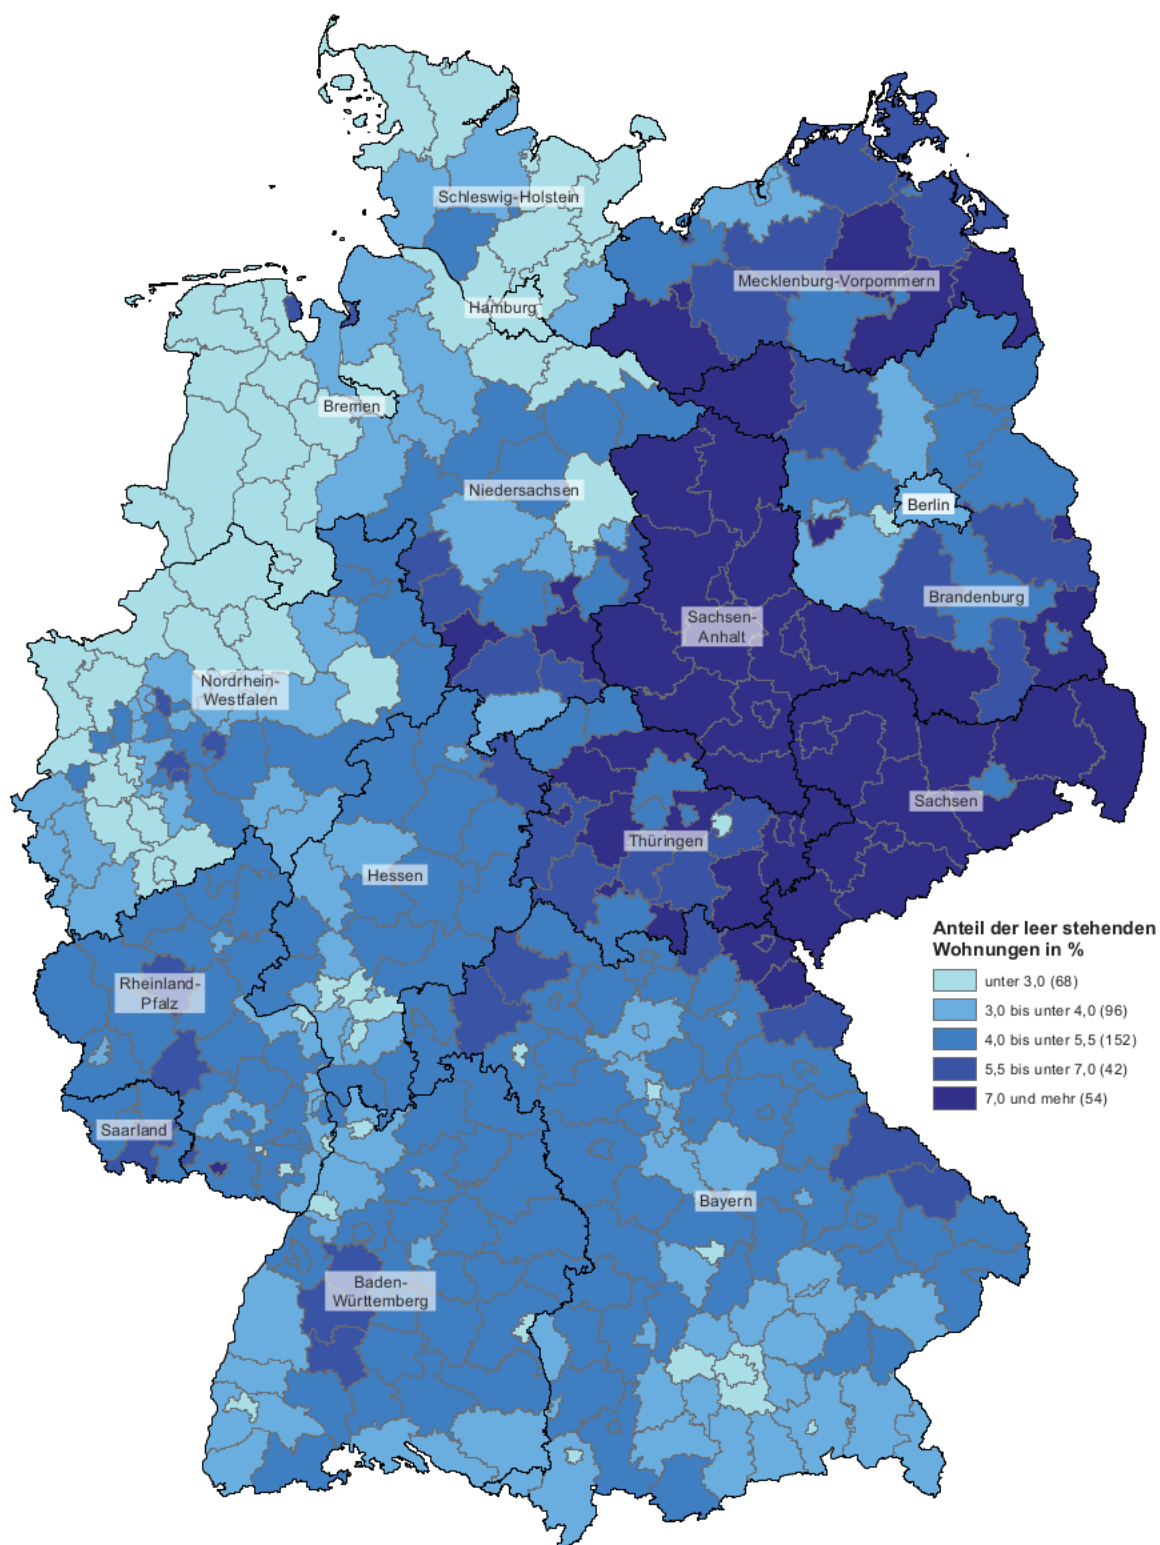 Schleswig-Holstein
Mecklenburg-Vorpommern
Hamburg
Bremen
Niedersachsen
Berlin
Brandenburg
Sachsen-
Anhalt
Nordrhein-
Westfalen
Sachsen
Thüringen
Hessen
Anteil der leer stehenden
Wohnungen in %
unter 3,0 (68)
3,0 bis unter 4,0 (96)
4,0 bis unter 5,5 (152)
5,5 bis unter 7,0 (42)
7,0 und mehr (54)
Rheinland-
Pfalz
Saarland
Bayern
Baden-
Württemberg